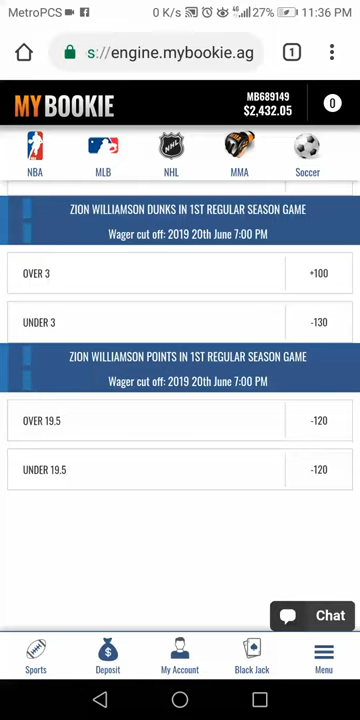 MetroPCS 0 K/s 4G 27% 11:36 PM
s://engine.mybookie.ag 1
MYBOOKIE MB689149 0
$2,432.05
NBA MLB NHL MMA Soccer
ZION WILLIAMSON DUNKS IN 1ST REGULAR SEASON GAME
Wager cut off: 2019 20th June 7:00 PM
OVER 3 +100
UNDER 3 -130
ZION WILLIAMSON POINTS IN 1ST REGULAR SEASON GAME
Wager cut off: 2019 20th June 7:00 PM
OVER 19.5 -120
UNDER 19.5 -120
Chat
Sports Deposit My Account Black Jack Menu